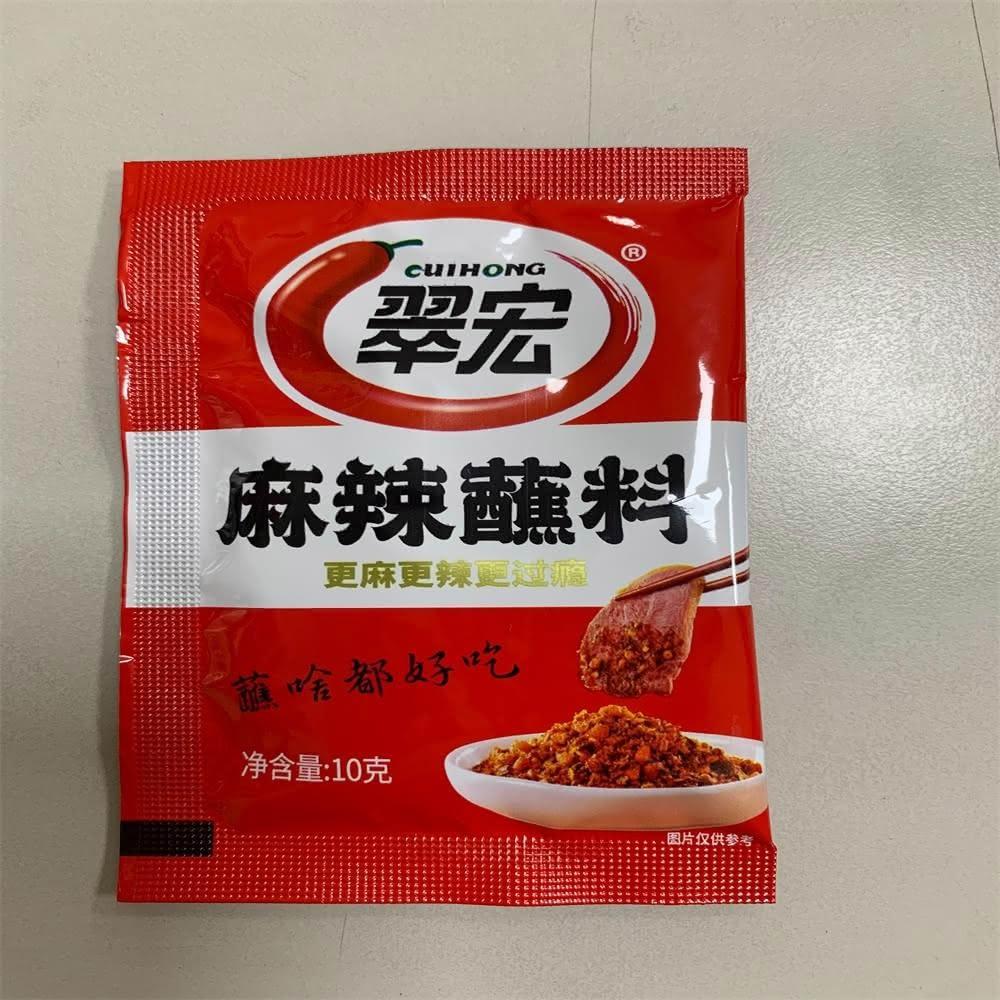 CUIHONG
®
翠宏
麻辣蘸料
更麻更辣更过瘾
蘸啥都好吃
净含量:10克
图片仅供参考